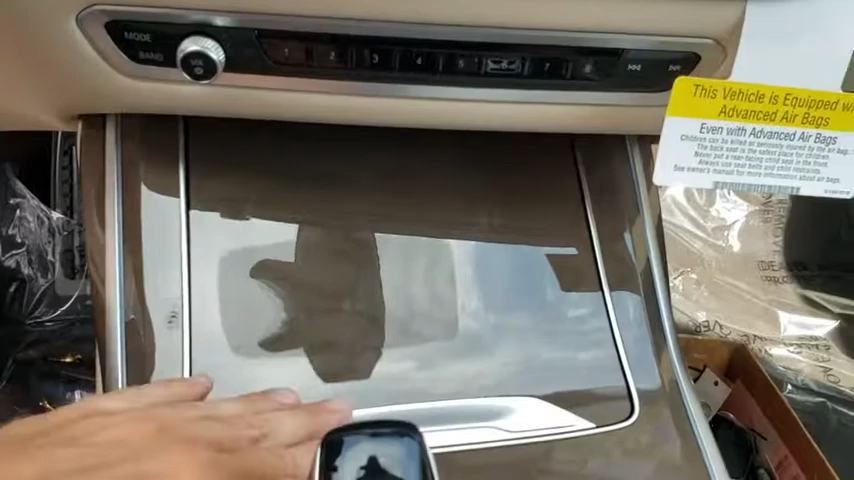 MODE
BAND
VOL
1 2 3 4 5 6 7 8
This Vehicle is Equipped
Advanced Air Bags
Even with Advanced Air Bags
Children can be killed or seriously injured by the air bag.
The back seat is the safest place for children.
Never put a rear-facing child seat in the front.
Always use seat belts and child restraints.
See owner's manual for more information about air bags.